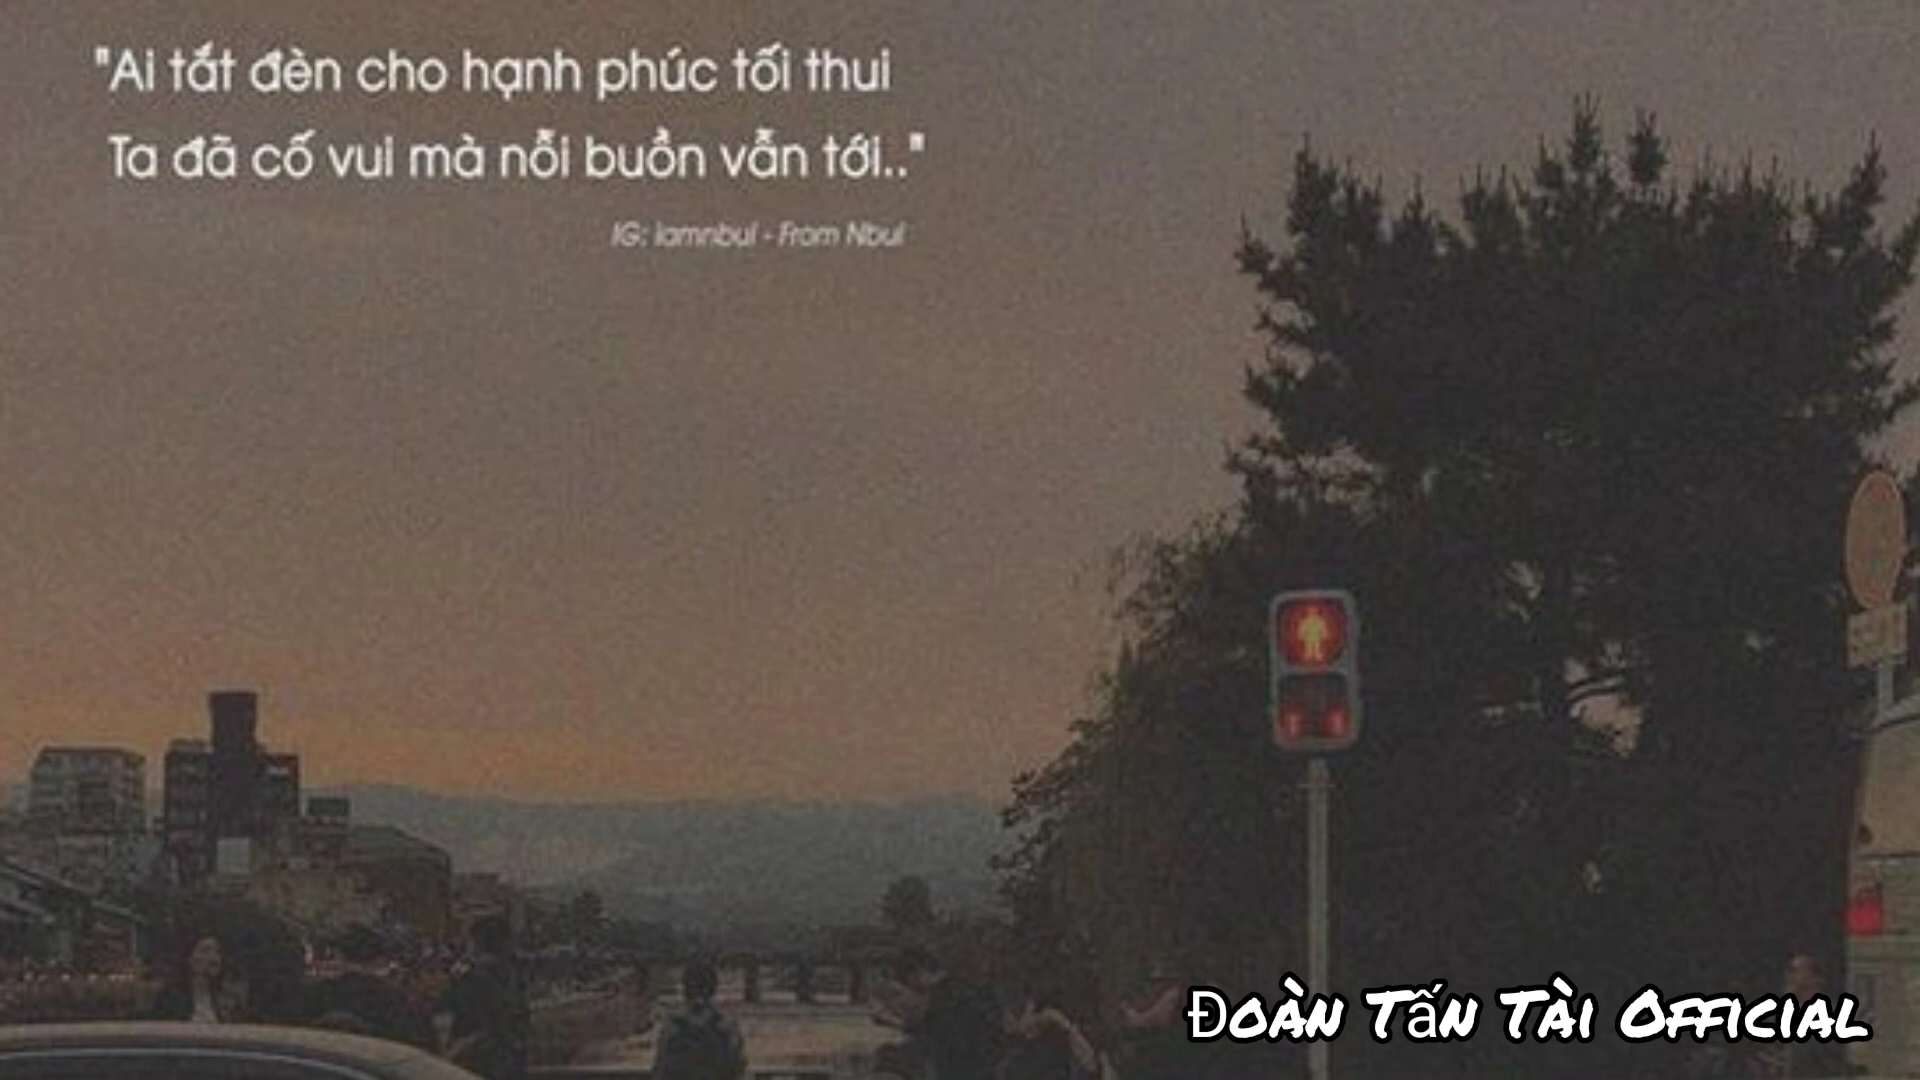 "Ai tắt đèn cho hạnh phúc tối thui
Ta đã cố vui mà nỗi buồn vẫn tới.."
IG: iamnbui - From Nbui
Đoàn Tấn Tài Official